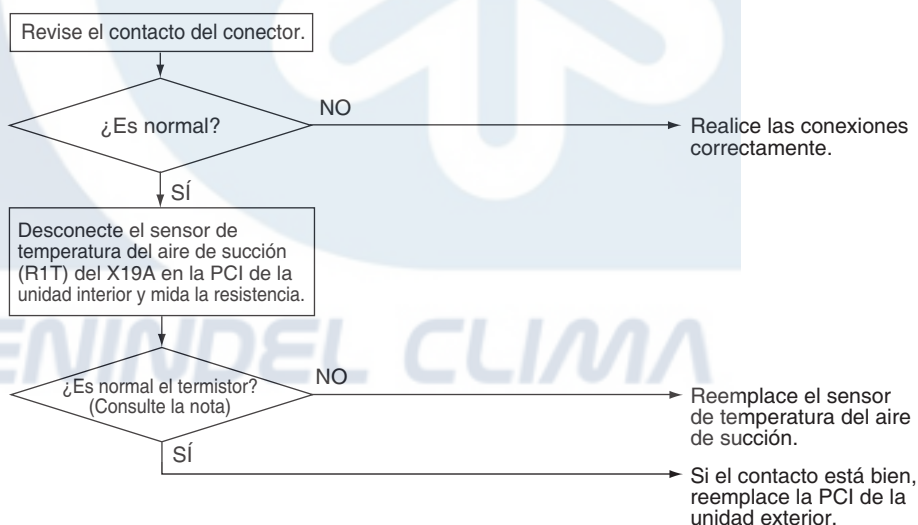 Revise el contacto del conector.
¿Es normal?
NO
Realice las conexiones
correctamente.
SÍ
Desconecte el sensor de
temperatura del aire de succión
(R1T) del X19A en la PCI de la
unidad interior y mida la resistencia.
ENINDEL CLIMA
¿Es normal el termistor?
(Consulte la nota)
NO
Reemplace el sensor
de temperatura del aire
de succión.
SÍ
Si el contacto está bien,
reemplace la PCI de la
unidad exterior.